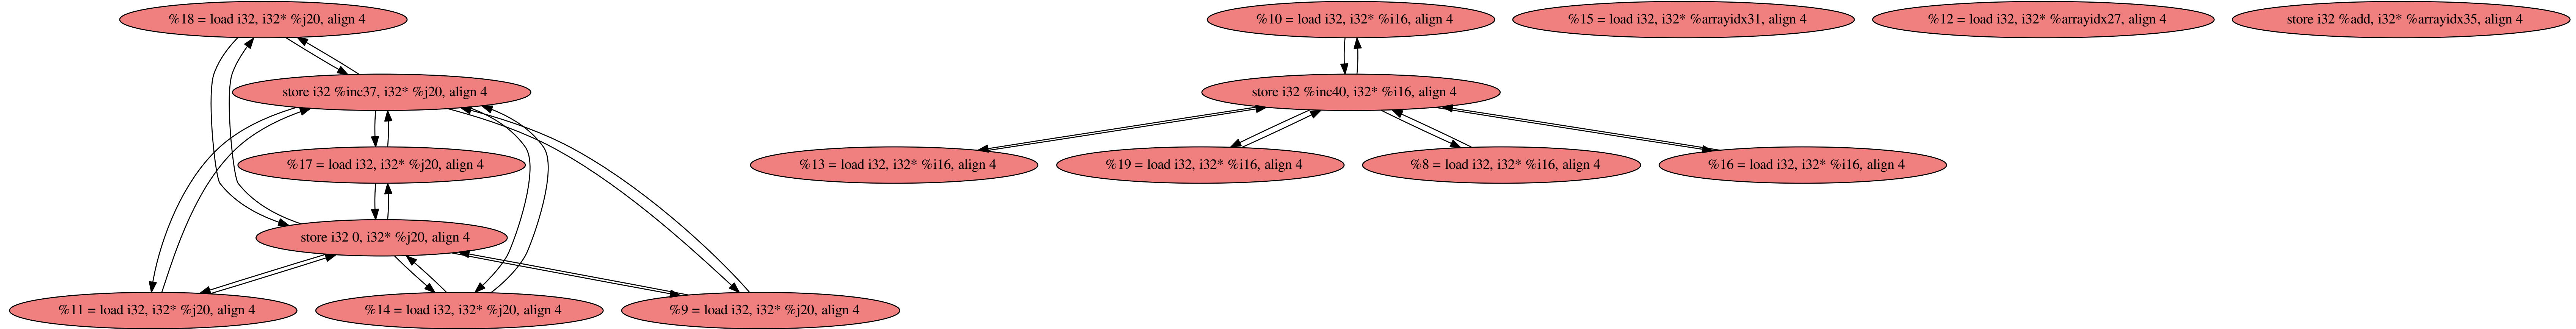 %18 = load i32, i32* %j20, align 4
%10 = load i32, i32* %i16, align 4
%15 = load i32, i32* %arrayidx31, align 4
%12 = load i32, i32* %arrayidx27, align 4
store i32 %add, i32* %arrayidx35, align 4
store i32 %inc37, i32* %j20, align 4
store i32 %inc40, i32* %i16, align 4
%17 = load i32, i32* %j20, align 4
%13 = load i32, i32* %i16, align 4
%19 = load i32, i32* %i16, align 4
%8 = load i32, i32* %i16, align 4
%16 = load i32, i32* %i16, align 4
store i32 0, i32* %j20, align 4
%11 = load i32, i32* %j20, align 4
%14 = load i32, i32* %j20, align 4
%9 = load i32, i32* %j20, align 4